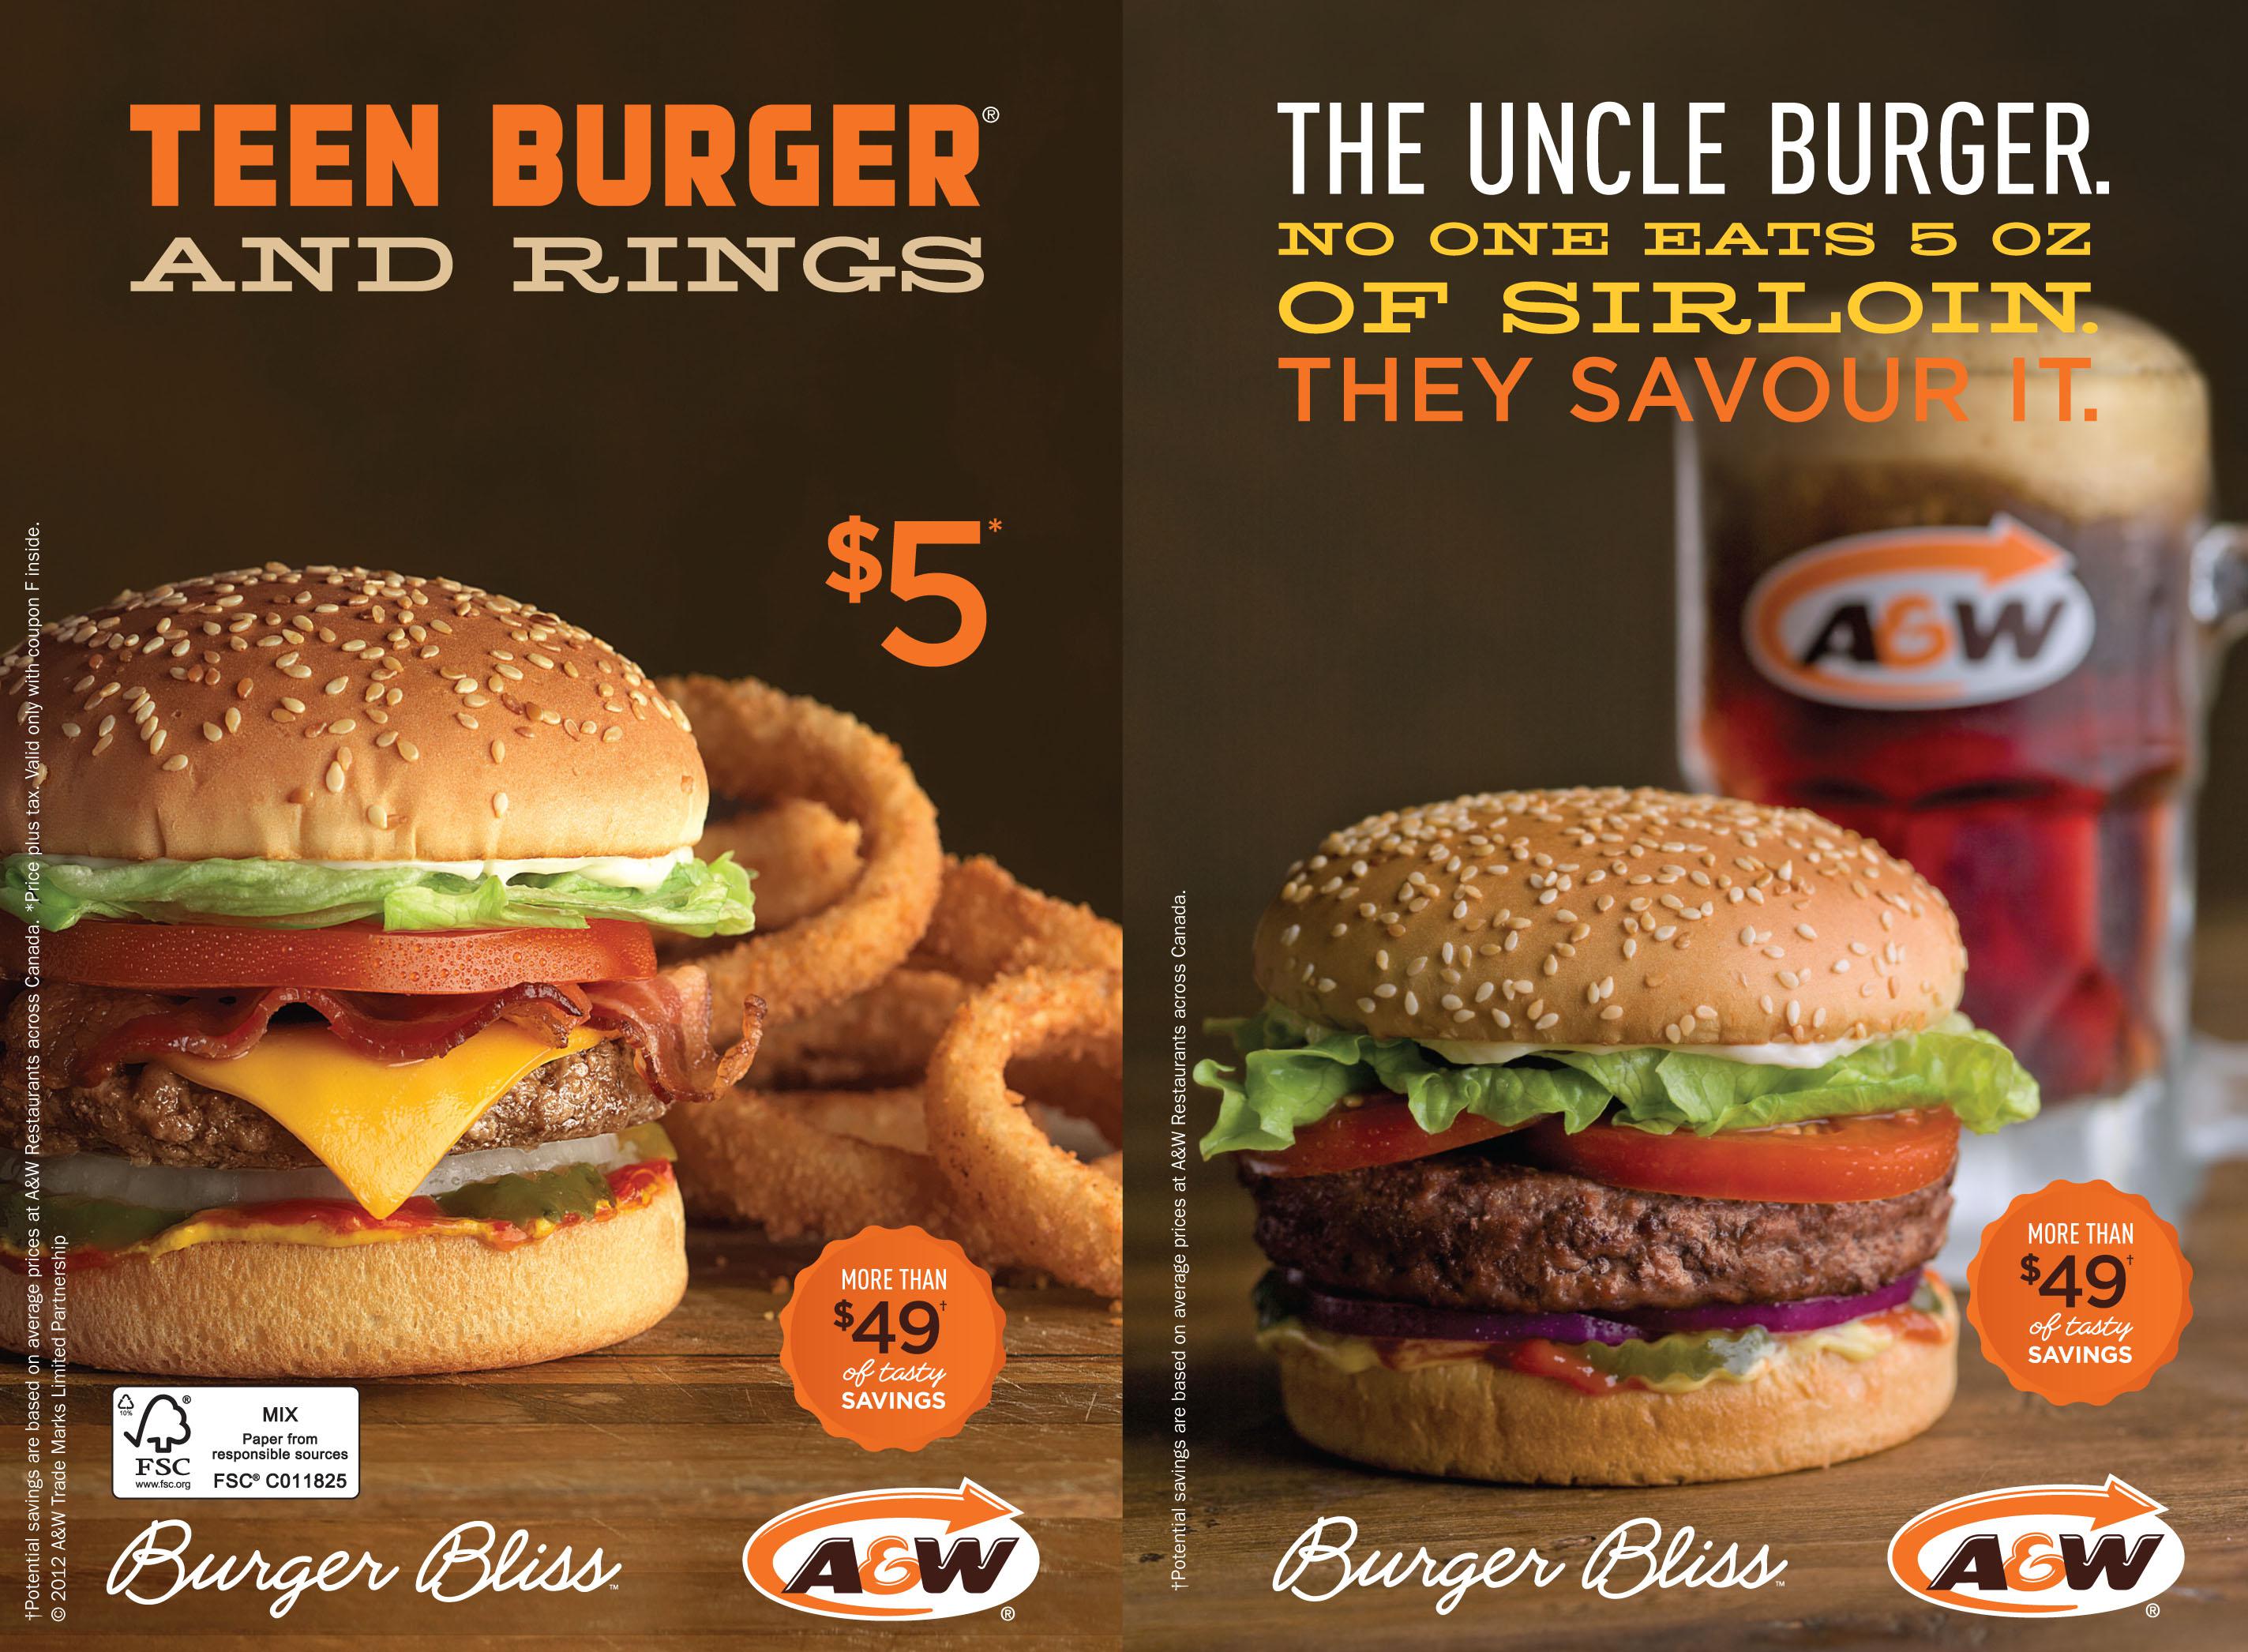 TEEN BURGER®
AND RINGS
$5*
MORE THAN
$49†
of tasty
SAVINGS
†Potential savings are based on average prices at A&W Restaurants across Canada. *Price plus tax. Valid only with coupon F inside.
© 2012 A&W Trade Marks Limited Partnership
10%
®
FSC
www.fsc.org
MIX
Paper from
responsible sources
FSC® C011825
Burger Bliss™
A&W®
THE UNCLE BURGER.
NO ONE EATS 5 OZ
OF SIRLOIN.
THEY SAVOUR IT.
A&W
MORE THAN
$49†
of tasty
SAVINGS
†Potential savings are based on average prices at A&W Restaurants across Canada.
Burger Bliss™
A&W®